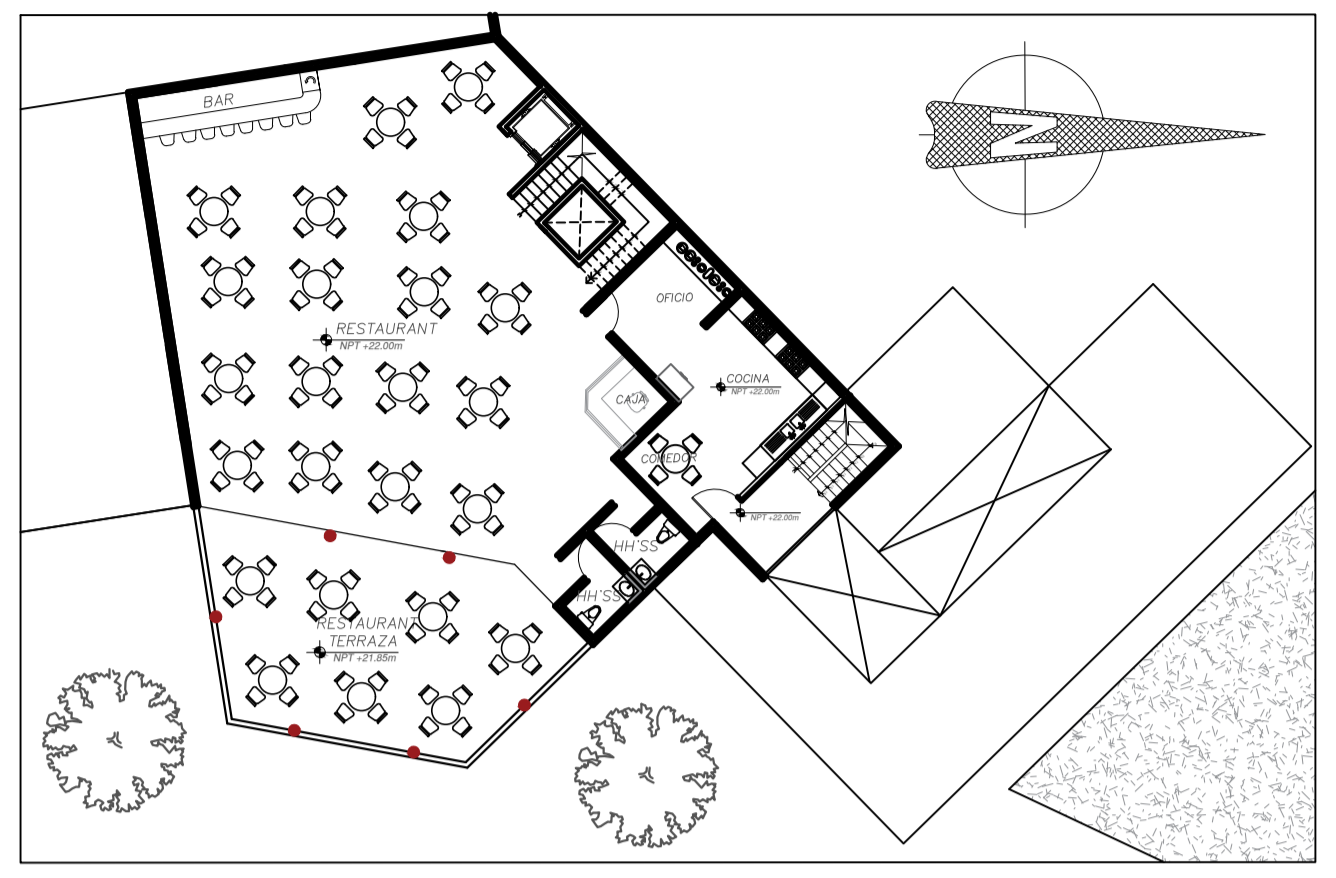 BAR
N
OFICIO
RESTAURANT
NPT +22.00m
COCINA
NPT +22.00m
CAJA
COMEDOR
NPT +22.00m
HH'SS
HH'SS
RESTAURANT
TERRAZA
NPT +21.85m